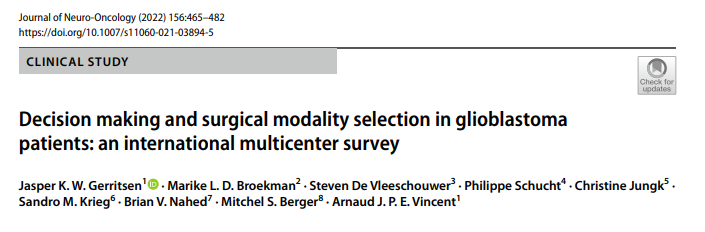 Journal of Neuro-Oncology (2022) 156:465–482
https://doi.org/10.1007/s11060-021-03894-5
CLINICAL STUDY
Check for
updates
Decision making and surgical modality selection in glioblastoma
patients: an international multicenter survey
Jasper K. W. Gerritsen1 · Marike L. D. Broekman2 · Steven De Vleeschouwer3 · Philippe Schucht4 · Christine Jungk5 ·
Sandro M. Krieg6 · Brian V. Nahed7 · Mitchel S. Berger8 · Arnaud J. P. E. Vincent1